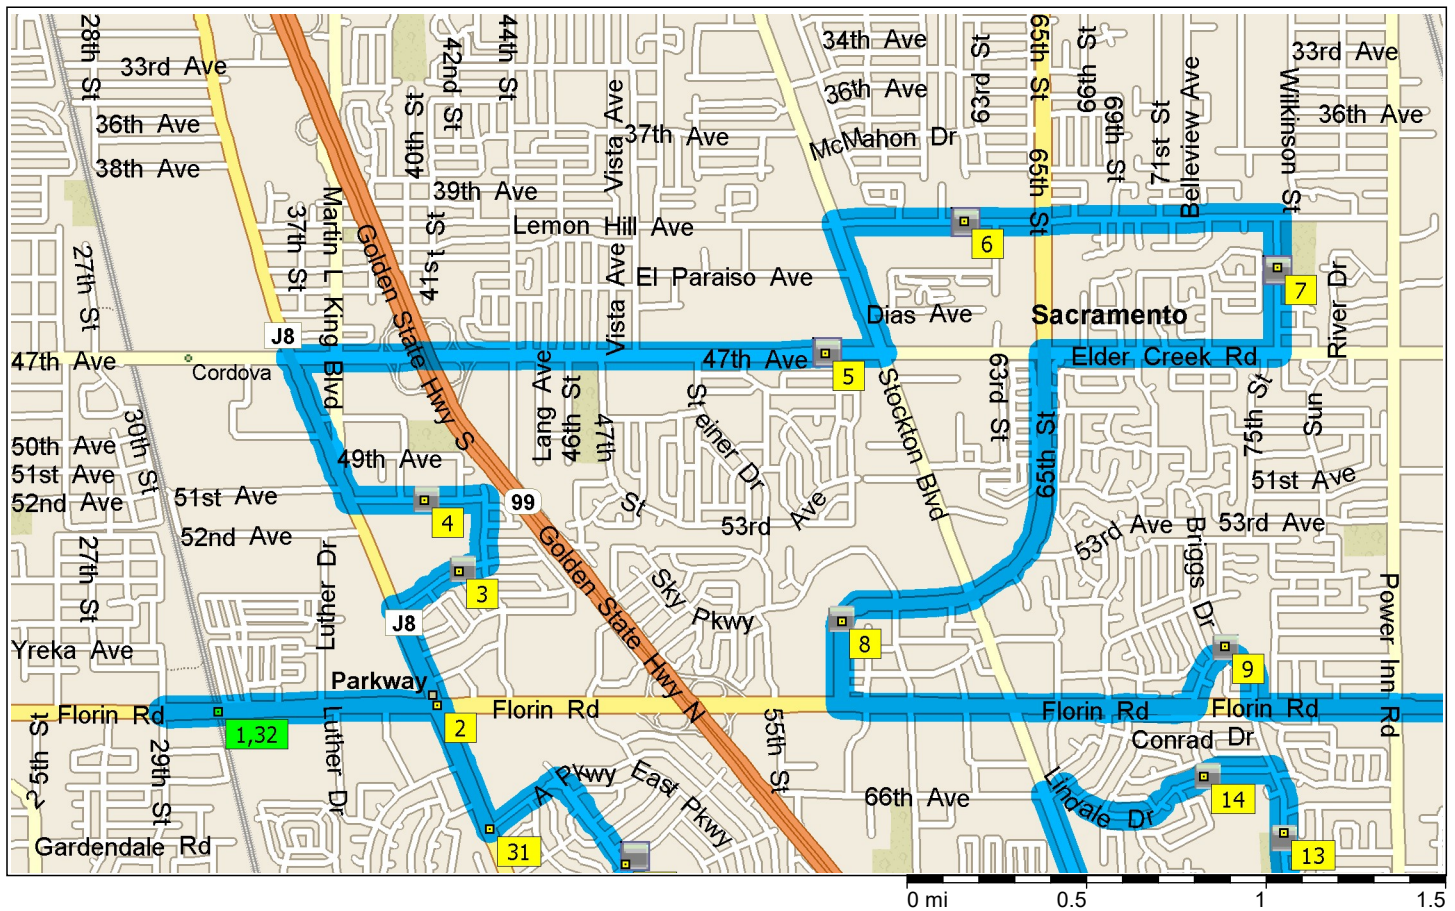 28th St
33rd Ave
36th Ave
38th Ave
44th St
42nd St
40th St
39th Ave
Vista Ave
37th Ave
34th Ave
36th Ave
McMahon Dr
63rd St
65th St
66th St
69th St
71st St
Belleview Ave
33rd Ave
36th Ave
Wilkinson St
65th St
27th St
37th St
Martin L King Blvd
Golden State Hwy S
41st St
Lemon Hill Ave
Vista Ave
El Paraiso Ave
Dias Ave
6
7
Sacramento
River Dr
J8
47th Ave
Cordova
47th Ave
5
Elder Creek Rd
Lang Ave
46th St
47th
St
Steiner Dr
Stockton Blvd
63rd St
65th St
75th St
Sun
30th St
50th Ave
51st Ave
52nd Ave
49th Ave
51st Ave
52nd Ave
4
99
53rd
Ave
51st Ave
53rd Ave
53rd Ave
Briggs Dr
27th St
Luther Dr
3
J8
Golden State Hwy N
Sky Pkwy
8
9
Power Inn Rd
Yreka Ave
Parkway
Florin Rd
1,32
2
Florin Rd
Florin Rd
Florin Rd
Conrad Dr
25th St
29th St
Luther Dr
55th St
A Pkwy
East Pkwy
66th Ave
Lindale Dr
14
13
31
Gardendale Rd
0 mi
0.5
1
1.5